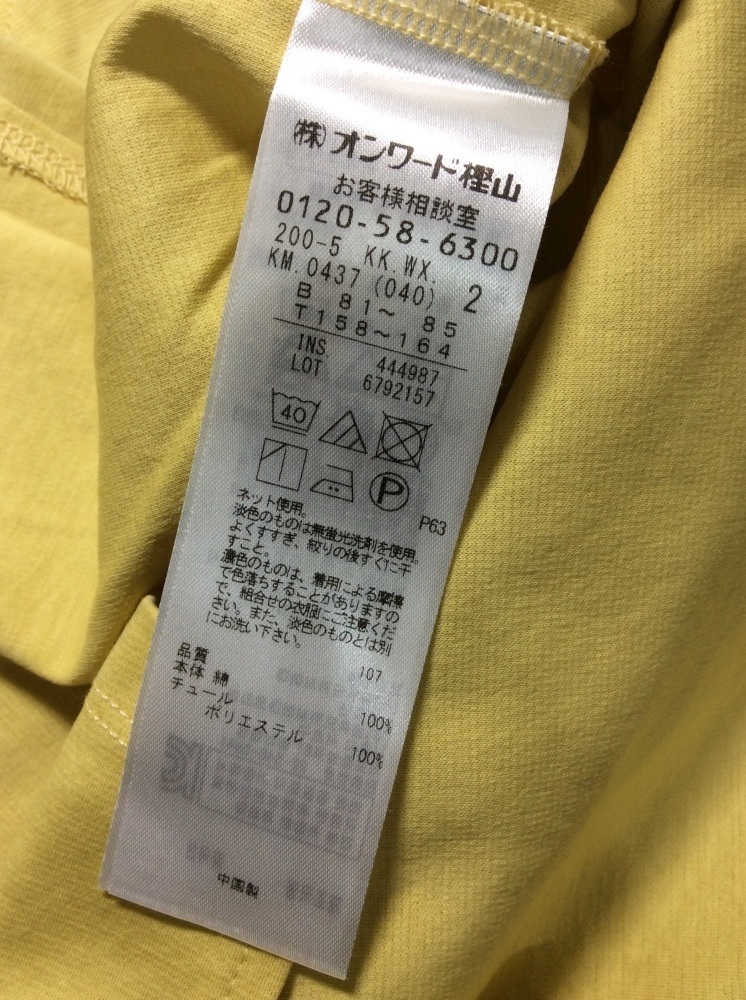 ㈱オンワード樫山
お客様相談室
0120-58-6300
200-5 KK.WX.
KM.0437 (040) 2
B 81～ 85
T158～164
INS. 444987
LOT 6792157
40
P
P63
ネット使用。
淡色のものは無蛍光洗剤を使用。
よくすすぎ、絞りの後すぐに干
すこと。
濃色のものは、着用による摩擦
で色落ちすることがありますの
で、組合せの衣服にご注意くだ
さい。また、淡色のものとは別
にお洗い下さい。
107
品質
本体 綿 100%
チュール
ポリエステル 100%
中国製